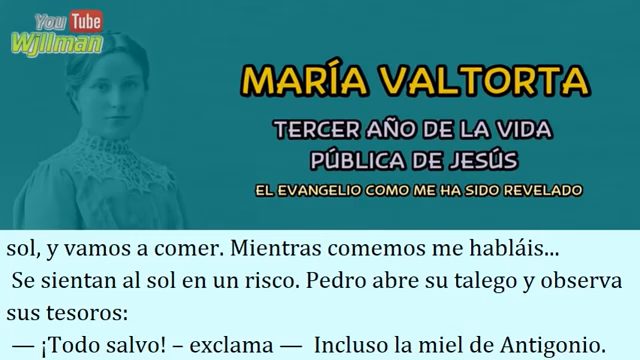 You Tube
Wjllman
MARÍA VALTORTA
TERCER AÑO DE LA VIDA
PÚBLICA DE JESÚS
EL EVANGELIO COMO ME HA SIDO REVELADO
sol, y vamos a comer. Mientras comemos me habláis...
Se sientan al sol en un risco. Pedro abre su talego y observa
sus tesoros:
— ¡Todo salvo! – exclama — Incluso la miel de Antigonio.